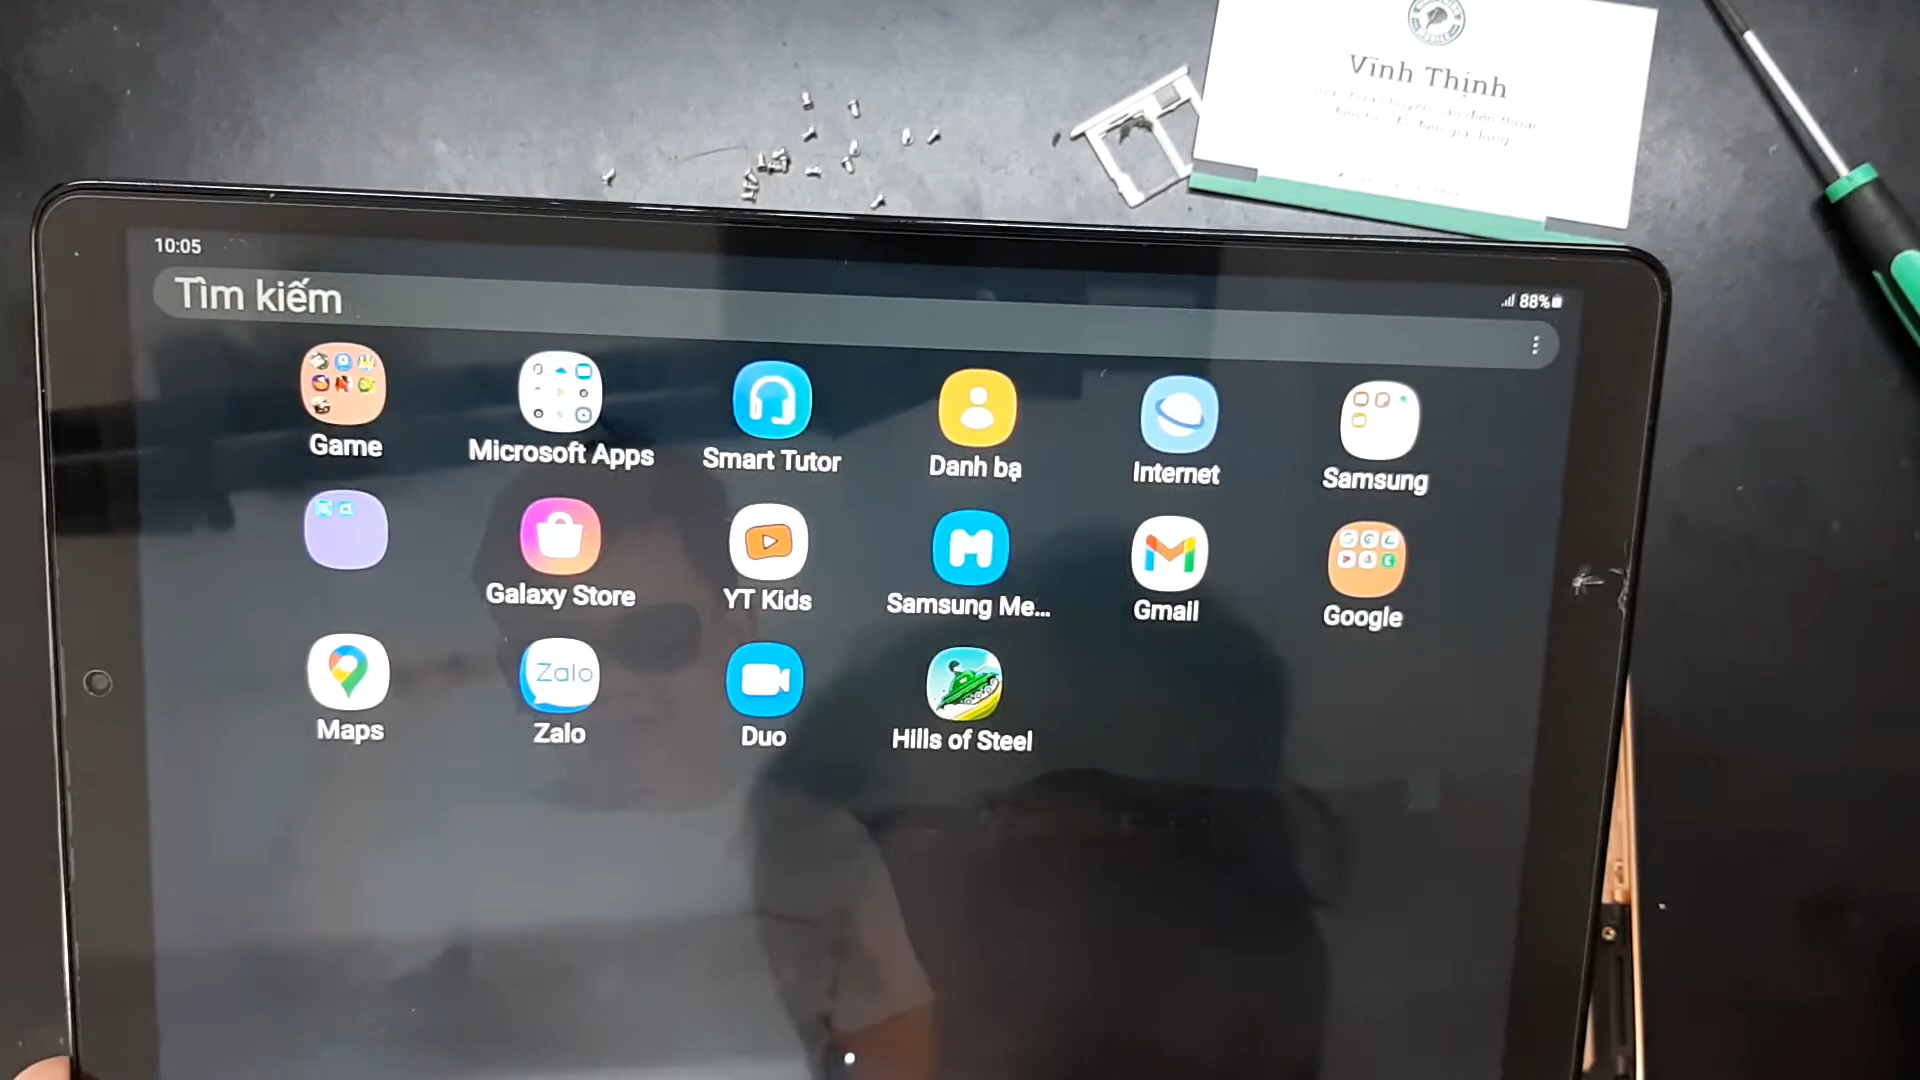 Vĩnh Thịnh
10:05
88%
Tìm kiếm
Game
Microsoft Apps
Smart Tutor
Danh bạ
Internet
Samsung
Galaxy Store
YT Kids
Samsung Me...
Gmail
Google
Maps
Zalo
Zalo
Duo
Hills of Steel